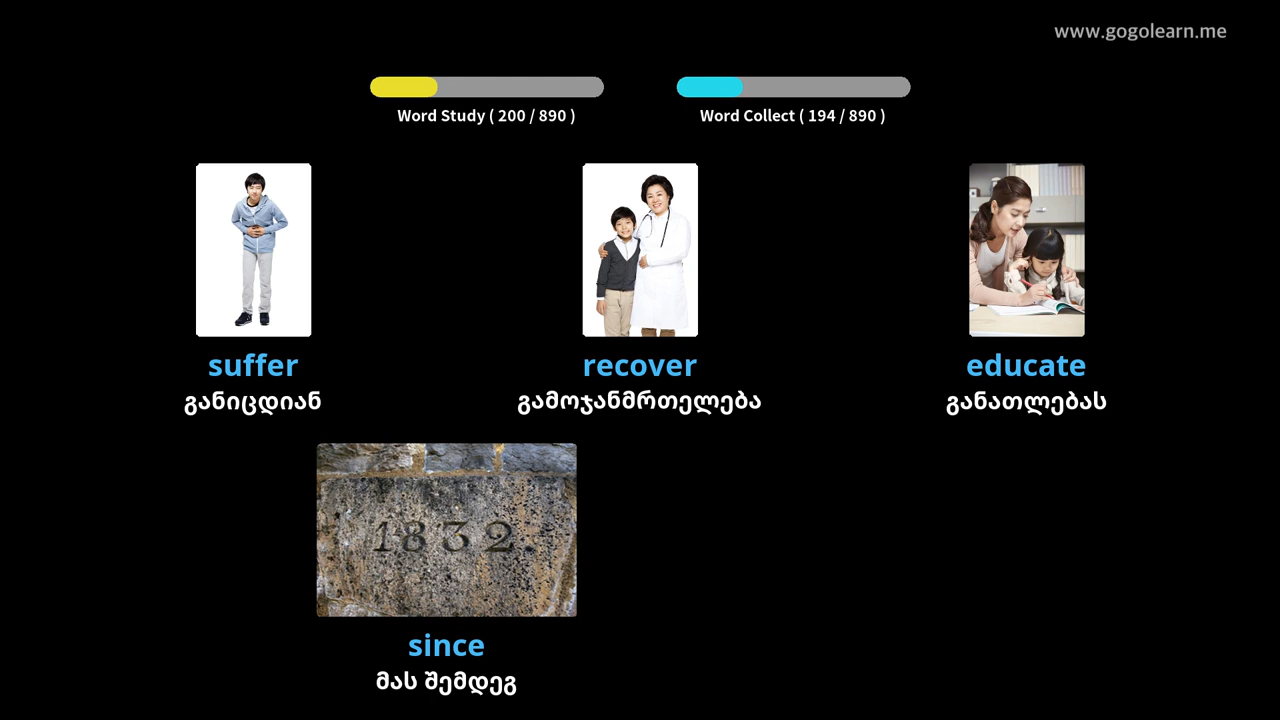 www.gogolearn.me
Word Study ( 200 / 890 )
Word Collect ( 194 / 890 )
suffer
განიცდიან
recover
გამოჯანმრთელება
educate
განათლებას
1832
since
მას შემდეგ